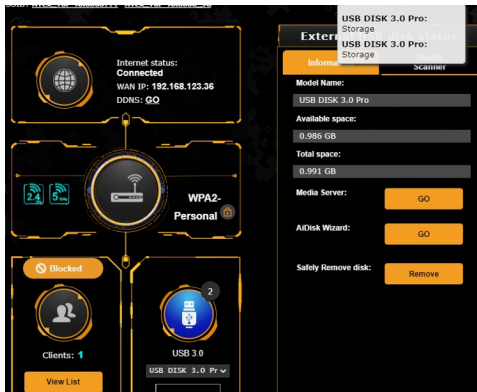 Internet status:
Connected
WAN IP: 192.168.123.36
DDNS: GO
2.4
5
WPA2-
Personal
Blocked
Clients: 1
View List
2
USB 3.0
USB DISK 3.0 Pr
USB DISK 3.0 Pro:
Storage
USB DISK 3.0 Pro:
Storage
Scanner
Model Name:
USB DISK 3.0 Pro
Available space:
0.986 GB
Total space:
0.991 GB
Media Server:
GO
AiDisk Wizard:
GO
Safely Remove disk:
Remove